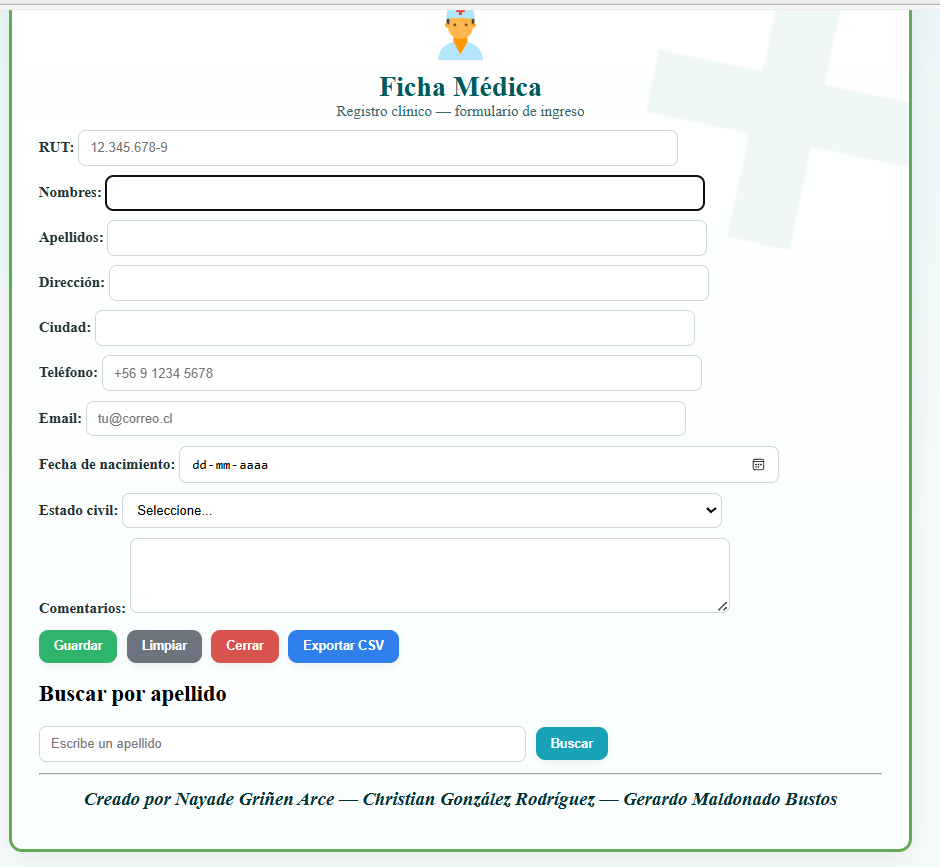 Ficha Médica
Registro clínico — formulario de ingreso
RUT: 12.345.678-9
Nombres:
Apellidos:
Dirección:
Ciudad:
Teléfono: +56 9 1234 5678
Email: tu@correo.cl
Fecha de nacimiento: dd-mm-aaaa
Estado civil: Seleccione...
Comentarios:
Guardar Limpiar Cerrar Exportar CSV
Buscar por apellido
Escribe un apellido Buscar
Creado por Nayade Griñen Arce — Christian González Rodríguez — Gerardo Maldonado Bustos